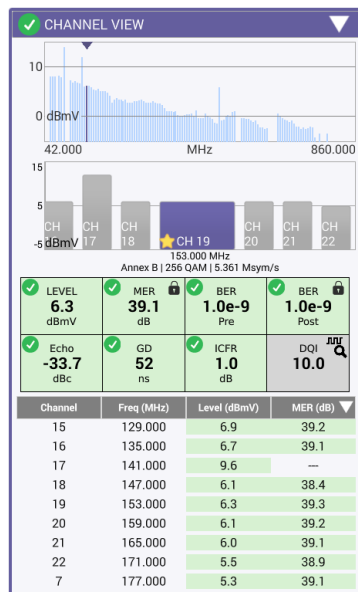 CHANNEL VIEW
10
0 dBmV
42.000 MHz 860.000
15
5
-5 dBmV
CH 17
CH 18
CH 19
CH 20
CH 21
CH 22
153.000 MHz
Annex B | 256 QAM | 5.361 Msym/s
LEVEL MER BER BER
6.3 39.1 1.0e-9 1.0e-9
dBmV dB Pre Post
Echo GD ICFR DQI
-33.7 52 1.0 10.0
dBc ns dB
Channel Freq (MHz) Level (dBmV) MER (dB)
15 129.000 6.9 39.2
16 135.000 6.7 39.1
17 141.000 9.6 ---
18 147.000 6.1 38.4
19 153.000 6.3 39.3
20 159.000 6.1 39.2
21 165.000 6.0 39.1
22 171.000 5.5 38.9
7 177.000 5.3 39.1